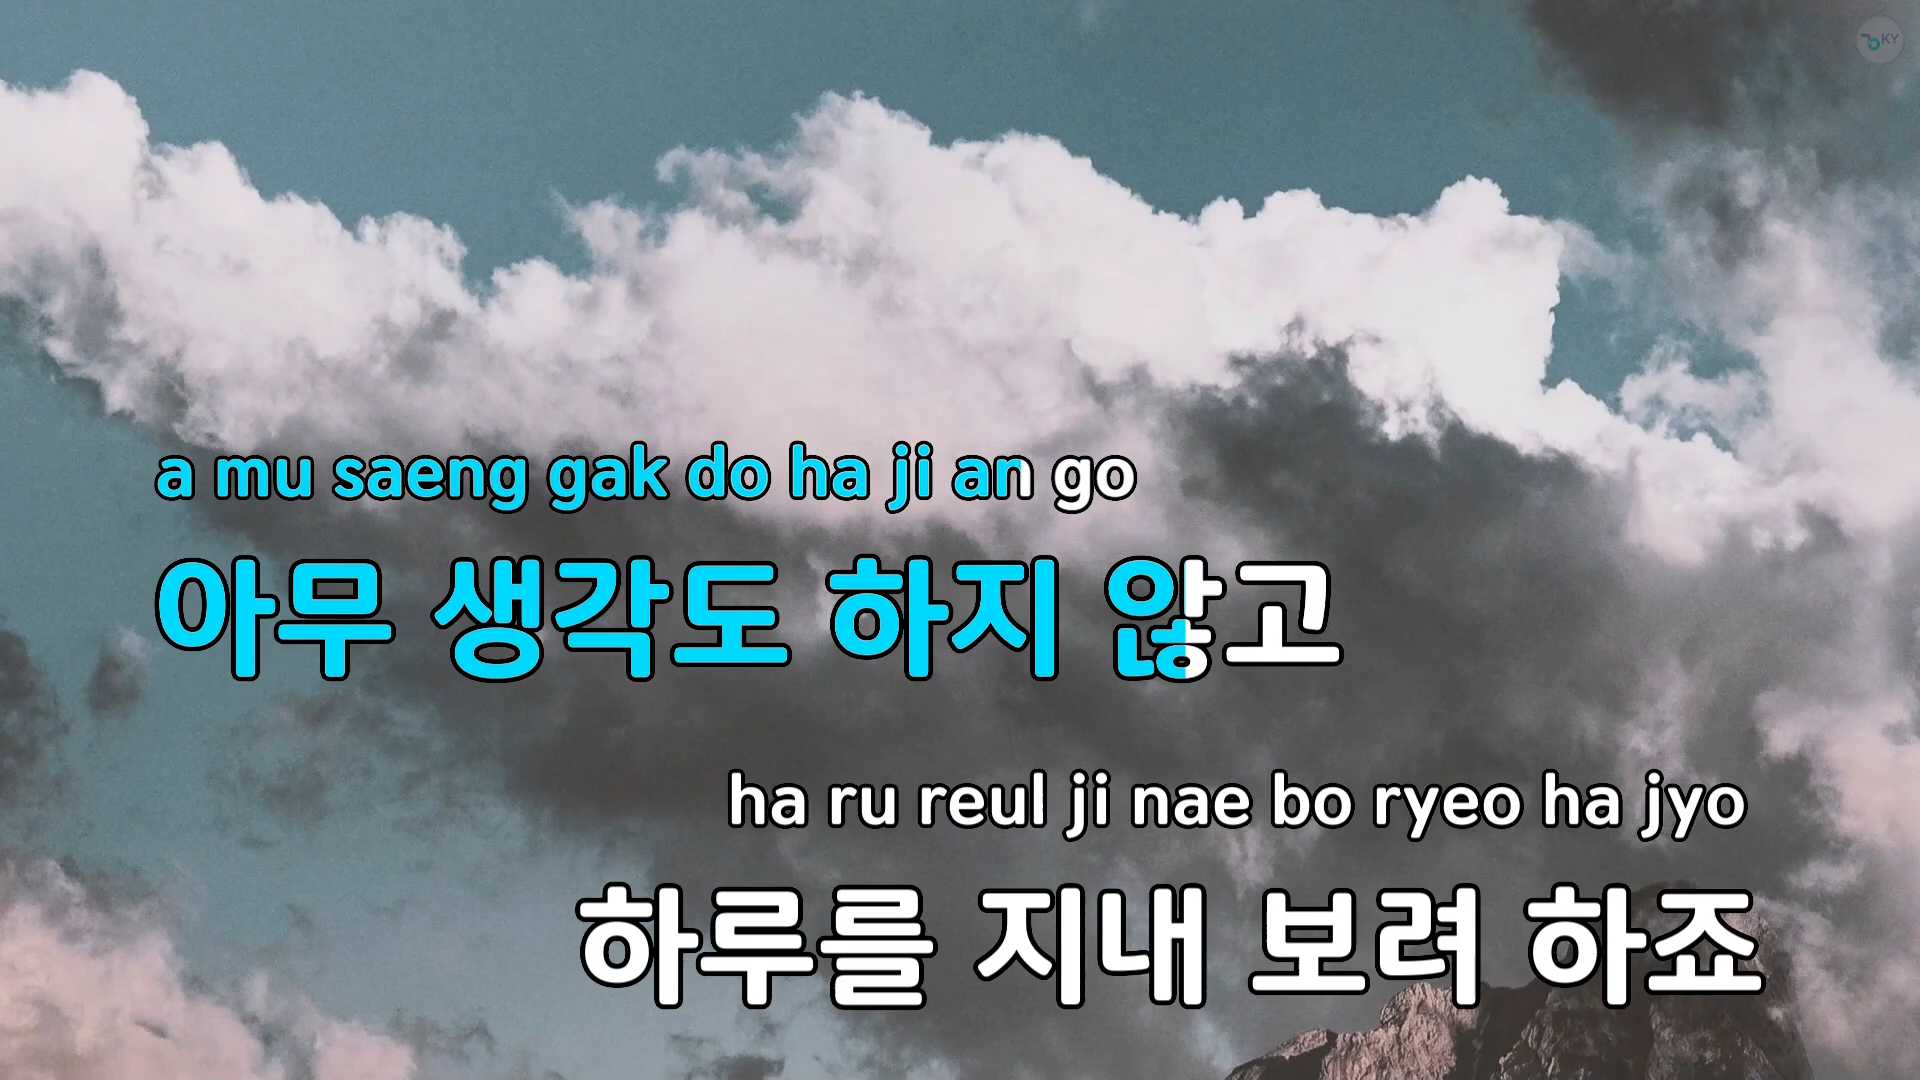 KY
a mu saeng gak do ha ji an go
아무 생각도 하지 않고
ha ru reul ji nae bo ryeo ha jyo
하루를 지내 보려 하죠